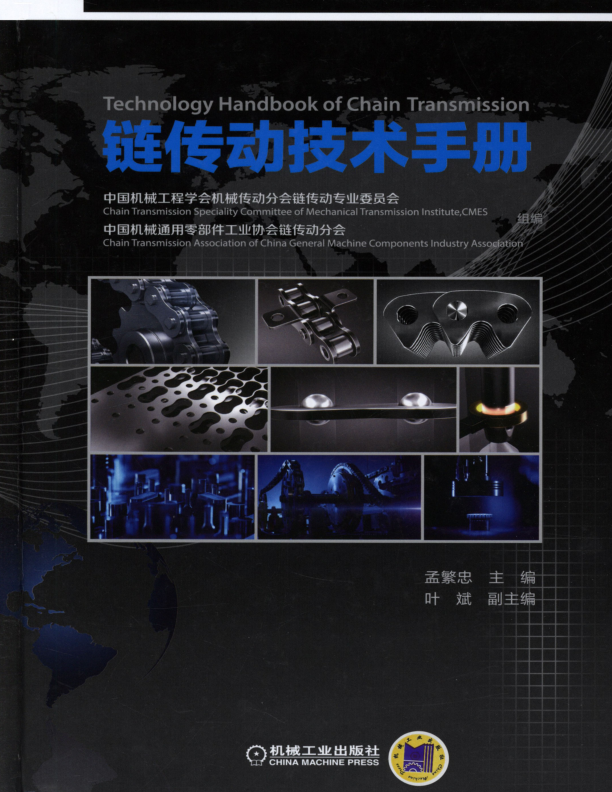 Technology Handbook of Chain Transmission
链传动技术手册
中国机械工程学会机械传动分会链传动专业委员会
Chain Transmission Speciality Committee of Mechanical Transmission Institute,CMES
组编
中国机械通用零部件工业协会链传动分会
Chain Transmission Association of China General Machine Components Industry Association
孟繁忠 主 编
叶 斌 副主编
机械工业出版社
CHINA MACHINE PRESS